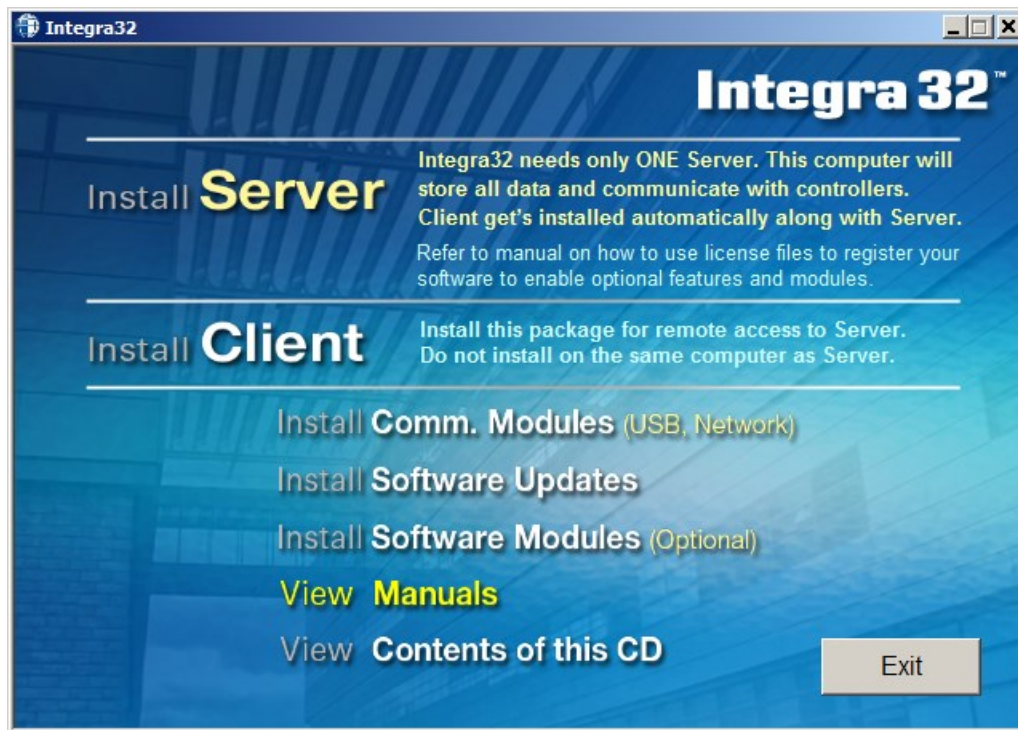 Integra32
Integra 32™
Install Server
Integra32 needs only ONE Server. This computer will
store all data and communicate with controllers.
Client get's installed automatically along with Server.
Refer to manual on how to use license files to register your
software to enable optional features and modules.
Install Client
Install this package for remote access to Server.
Do not install on the same computer as Server.
Install Comm. Modules (USB, Network)
Install Software Updates
Install Software Modules (Optional)
View Manuals
View Contents of this CD
Exit